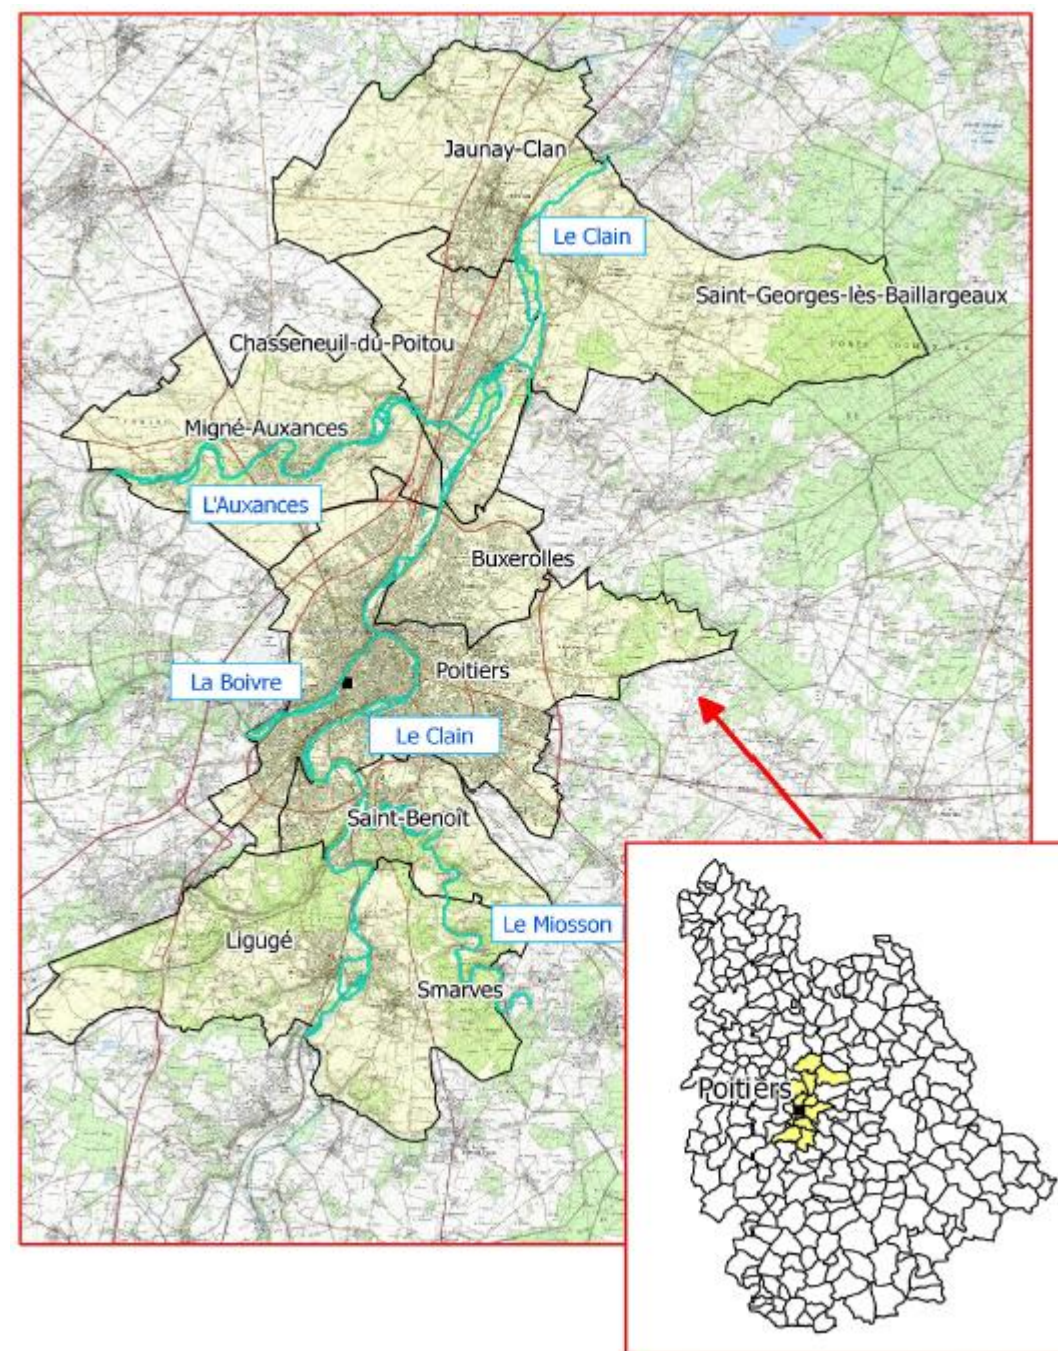 Jaunay-Clan
Le Clain
Saint-Georges-lès-Baillargeaux
Chasseneuil-du-Poitou
Migné-Auxances
L'Auxances
Buxerolles
Poitiers
La Boivre
Le Clain
Saint-Benoît
Le Miosson
Ligugé
Smarves
Poitiers